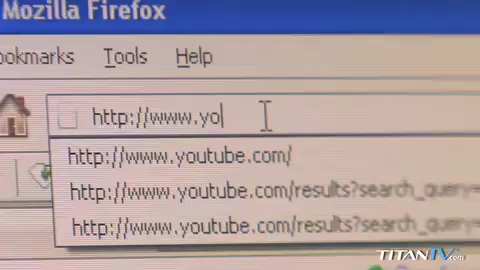 Mozilla Firefox
ookmarks Tools Help
http://www.yo
http://www.youtube.com/
http://www.youtube.com/results?search_query=
http://www.youtube.com/results?search_query=
TITANTV.com